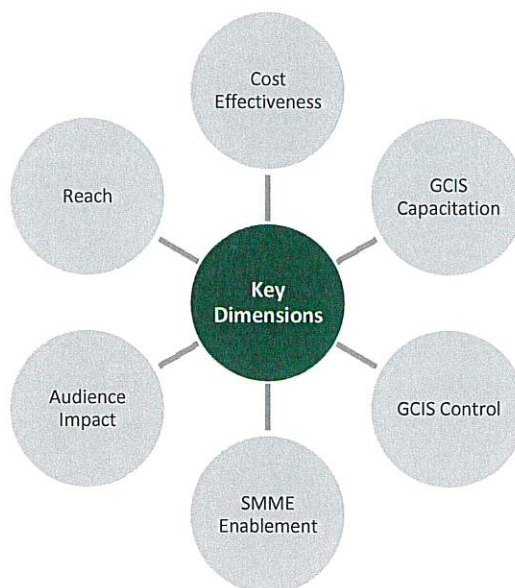 Cost
Effectiveness
GCIS
Capacitation
GCIS Control
SMME
Enablement
Audience
Impact
Reach
Key
Dimensions